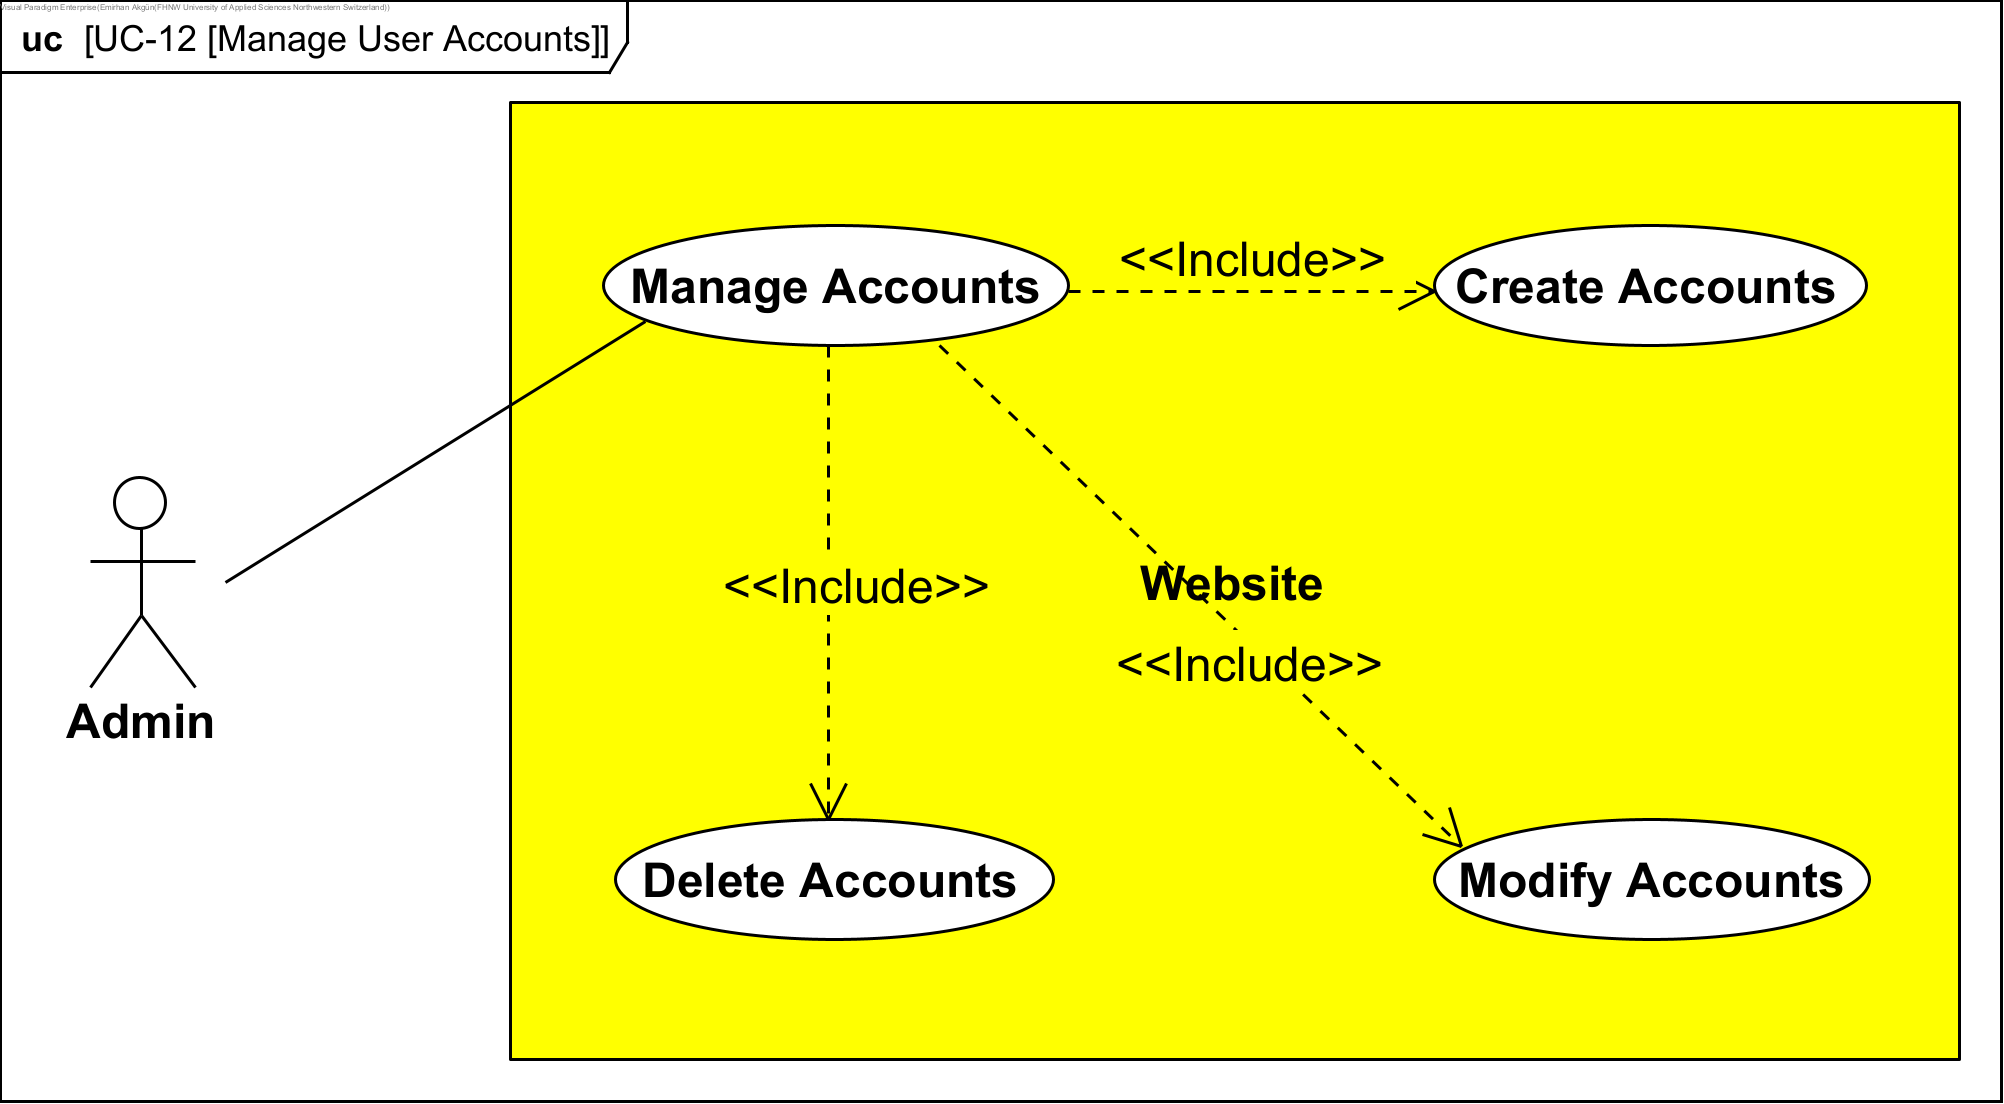 Visual Paradigm Enterprise(Emirhan Akgün(FHNW University of Applied Sciences Northwestern Switzerland))
uc [UC-12 [Manage User Accounts]]
<<Include>>
Manage Accounts
Create Accounts
<<Include>>
Website
<<Include>>
Admin
Delete Accounts
Modify Accounts